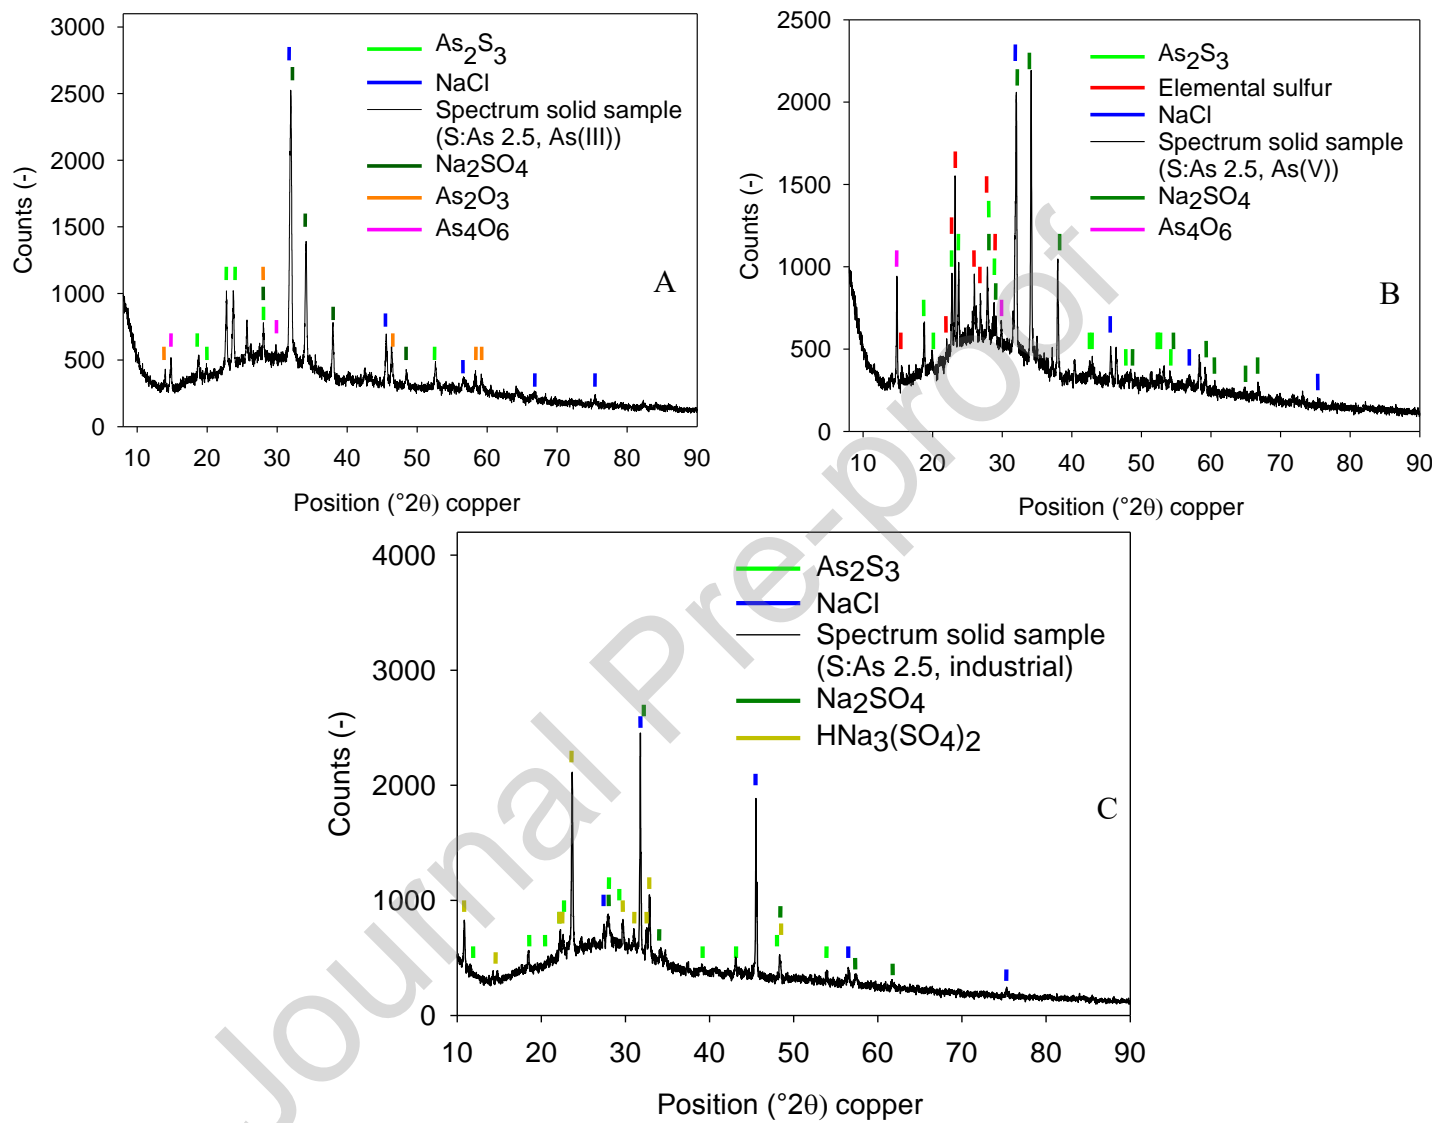 3000
2500
2000
1500
1000
500
0
Counts (-)
As2S3
NaCl
Spectrum solid sample
(S:As 2.5, As(III))
Na2SO4
As2O3
As4O6
A
10 20 30 40 50 60 70 80 90
Position (°2θ) copper
2500
2000
1500
1000
500
0
Counts (-)
As2S3
Elemental sulfur
NaCl
Spectrum solid sample
(S:As 2.5, As(V))
Na2SO4
As4O6
B
10 20 30 40 50 60 70 80 90
Position (°2θ) copper
4000
3000
2000
1000
0
Counts (-)
As2S3
NaCl
Spectrum solid sample
(S:As 2.5, industrial)
Na2SO4
HNa3(SO4)2
C
10 20 30 40 50 60 70 80 90
Position (°2θ) copper
Journal Pre-proof